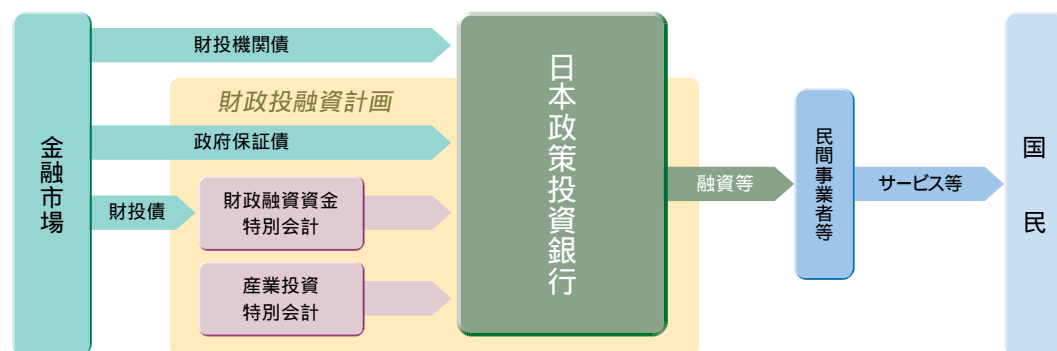 金融市場
財投機関債
財政投融資計画
政府保証債
財投債
財政融資資金
特別会計
産業投資
特別会計
日本政策投資銀行
融資等
民間事業者等
サービス等
国民